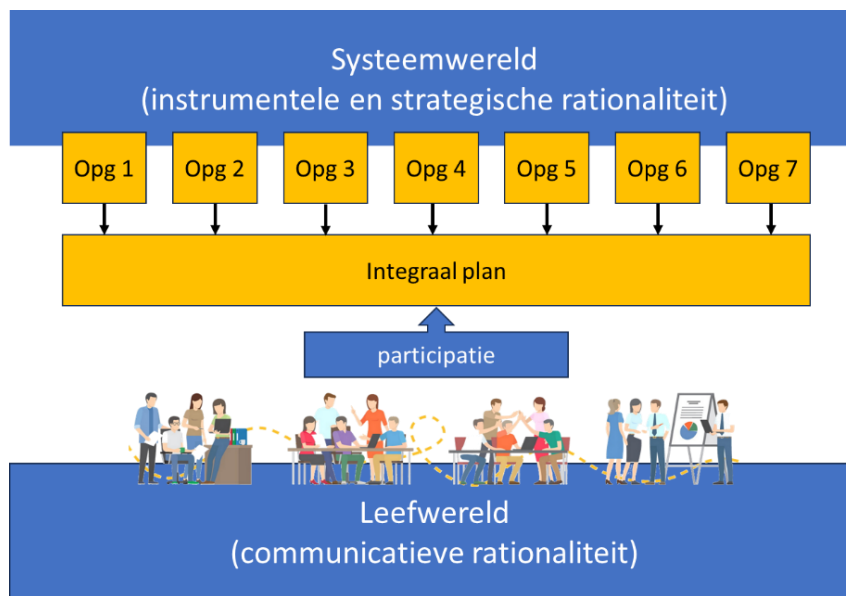 Systeemwereld
(instrumentele en strategische rationaliteit)
Opg 1
Opg 2
Opg 3
Opg 4
Opg 5
Opg 6
Opg 7
Integraal plan
participatie
Leefwereld
(communicatieve rationaliteit)